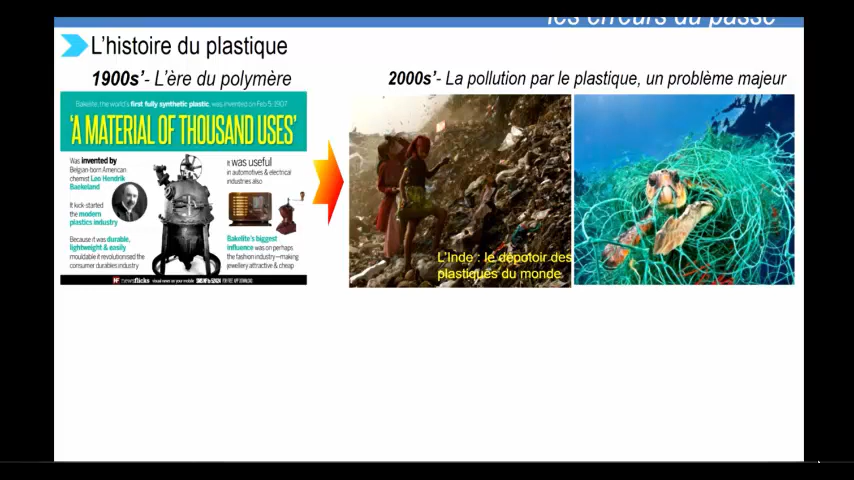 les erreurs du passé
L'histoire du plastique
1900s'- L'ère du polymère
2000s'- La pollution par le plastique, un problème majeur
Bakelite, the world's first fully synthetic plastic, was invented on Feb 5, 1907
'A MATERIAL OF THOUSAND USES'
Was invented by
Belgian-born American
chemist Leo Hendrik
Baekeland
It kick-started
the modern
plastics industry
Because it was durable,
lightweight & easily
mouldable it revolutionised the
consumer durables industry
It was useful
in automotives & electrical
industries also
Bakelite's biggest
influence was on perhaps
the fashion industry—making
jewellery attractive & cheap
L'Inde : le dépotoir des
plastiques du monde